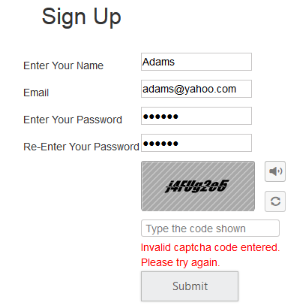 Sign Up
Enter Your Name Adams
Email adams@yahoo.com
Enter Your Password ••••••
Re-Enter Your Password ••••••
Type the code shown
Invalid captcha code entered.
Please try again.
Submit